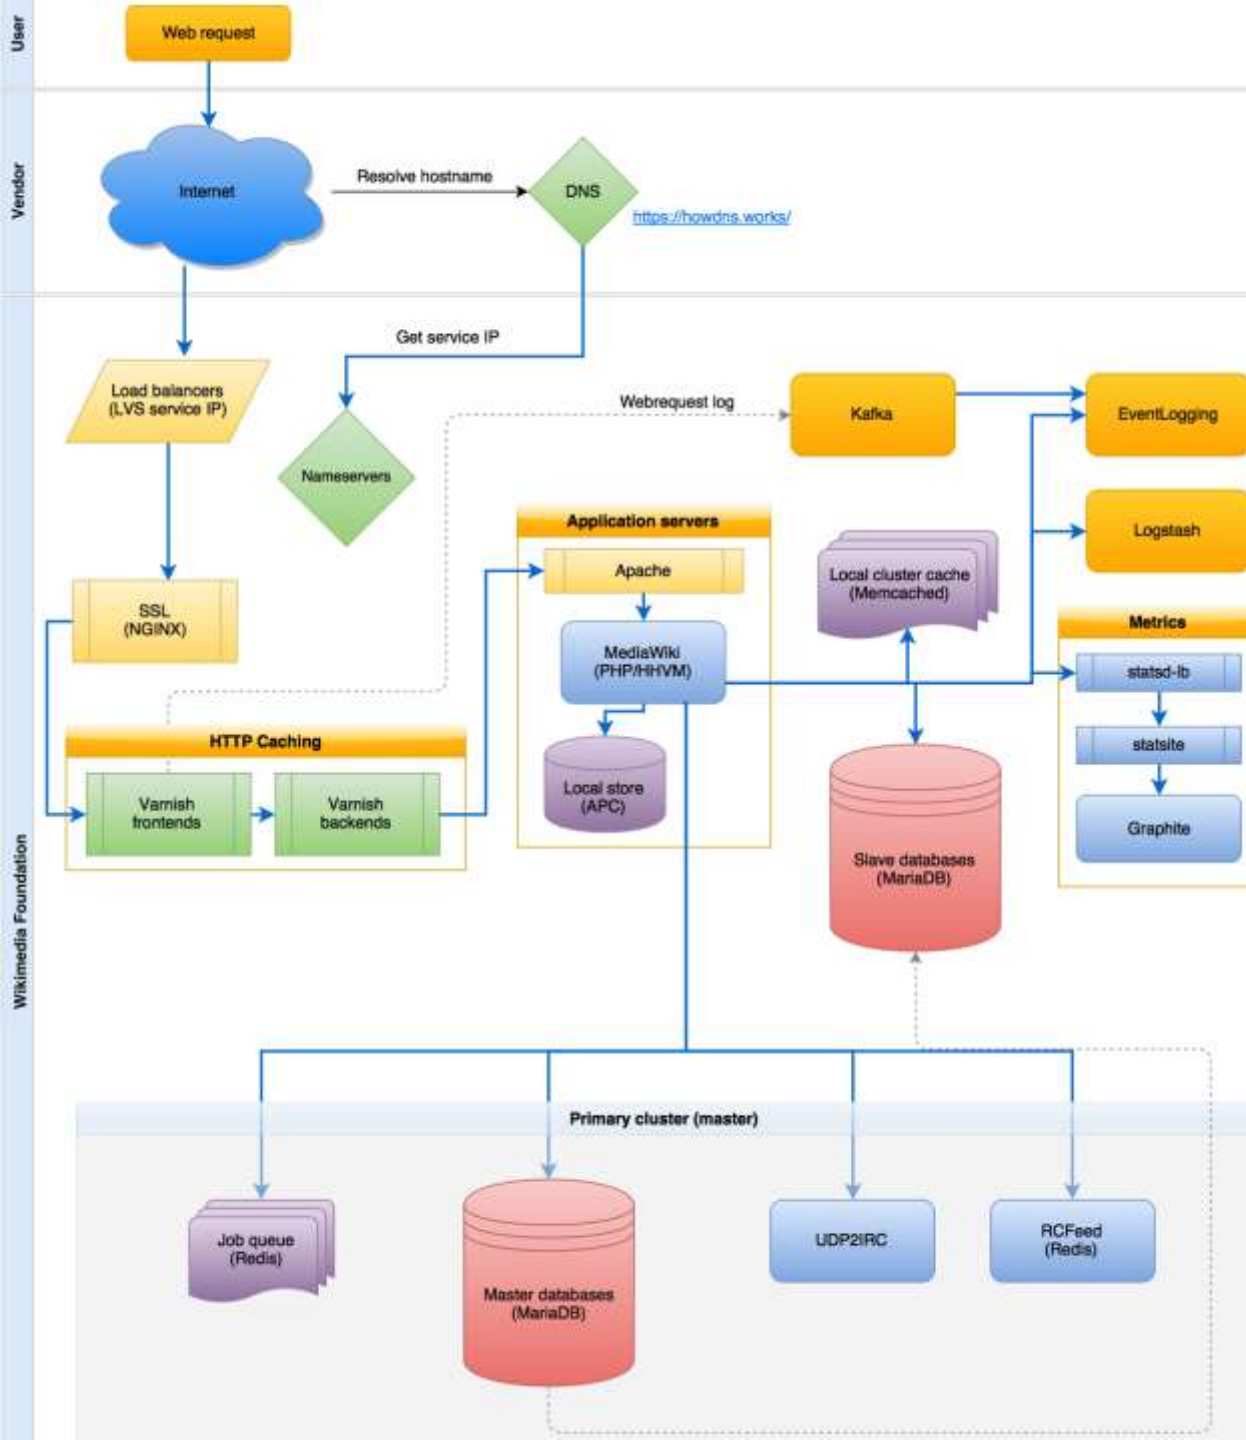 User
Web request
Vendor
Internet
Resolve hostname
DNS
https://howdns.works/
Wikimedia Foundation
Get service IP
Load balancers
(LVS service IP)
Nameservers
Webrequest log
Kafka
EventLogging
Logstash
Application servers
Apache
MediaWiki
(PHP/HHVM)
Local store
(APC)
Local cluster cache
(Memcached)
SSL
(NGINX)
HTTP Caching
Varnish
frontends
Varnish
backends
Metrics
statsd-lb
statsite
Graphite
Slave databases
(MariaDB)
Primary cluster (master)
Job queue
(Redis)
Master databases
(MariaDB)
UDP2IRC
RCFeed
(Redis)